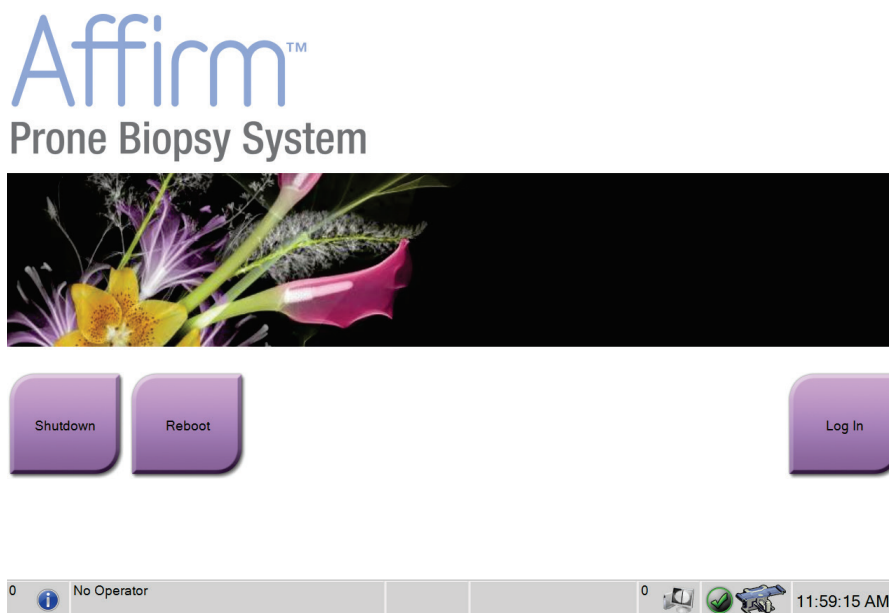 Affirm™
Prone Biopsy System
Shutdown
Reboot
Log In
0
No Operator
0
11:59:15 AM